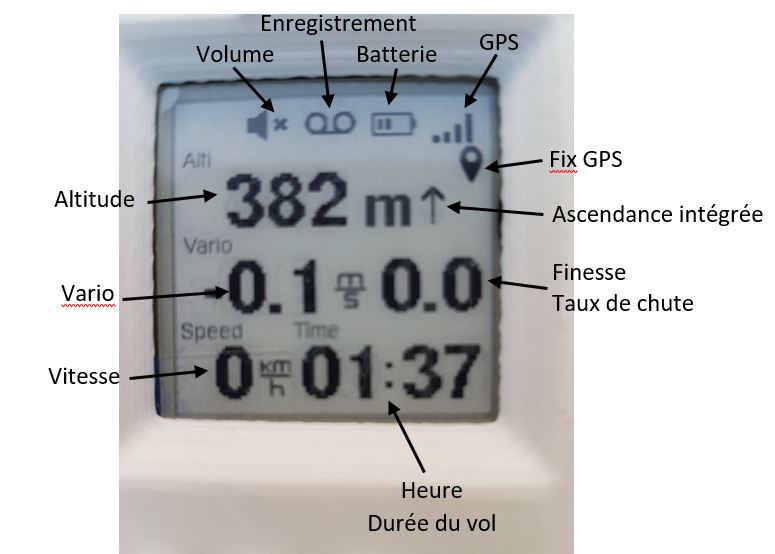 Enregistrement
Volume
Batterie
GPS
Alti
Fix GPS
Altitude
382 m
Ascendance intégrée
Vario
Vario
-0.1 m/s 0.0
Finesse
Taux de chute
Speed Time
Vitesse
0 km/h 01:37
Heure
Durée du vol